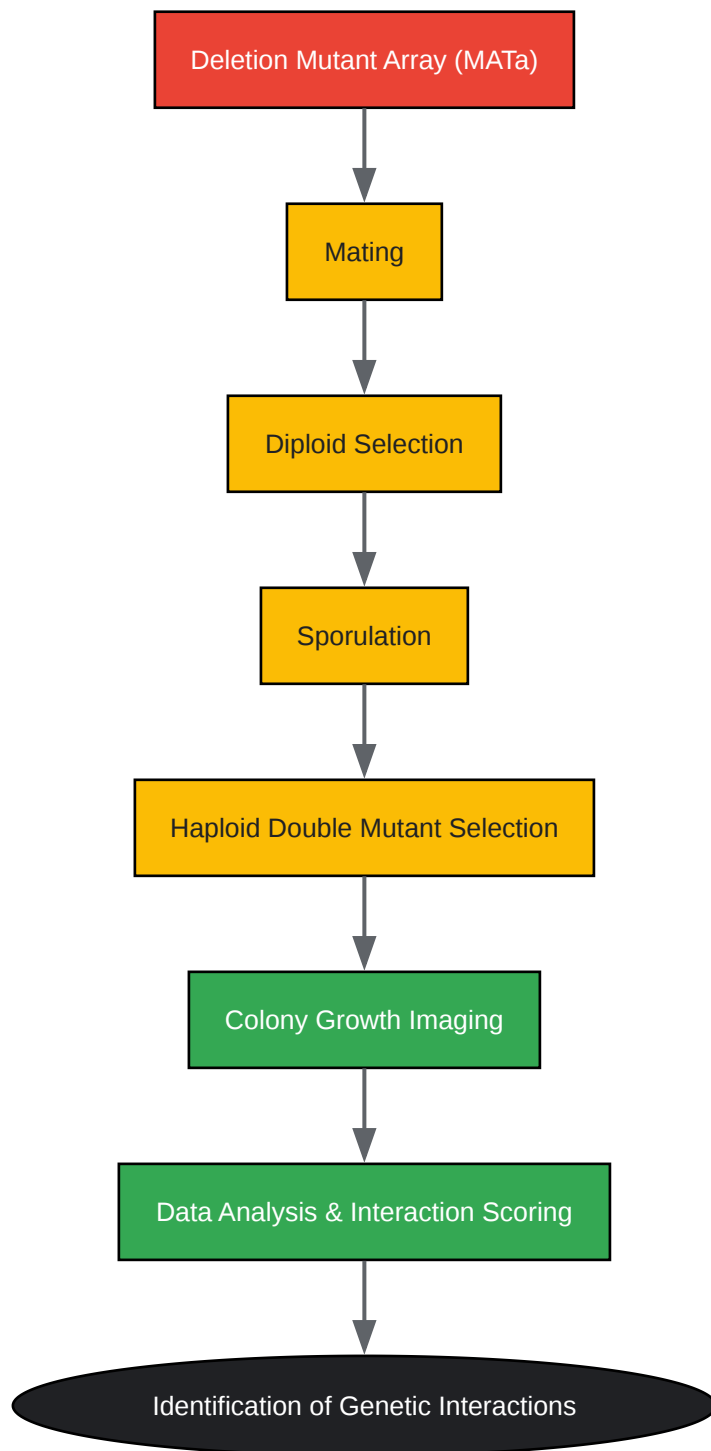 Deletion Mutant Array (MATa)
Mating
Diploid Selection
Sporulation
Haploid Double Mutant Selection
Colony Growth Imaging
Data Analysis & Interaction Scoring
Identification of Genetic Interactions